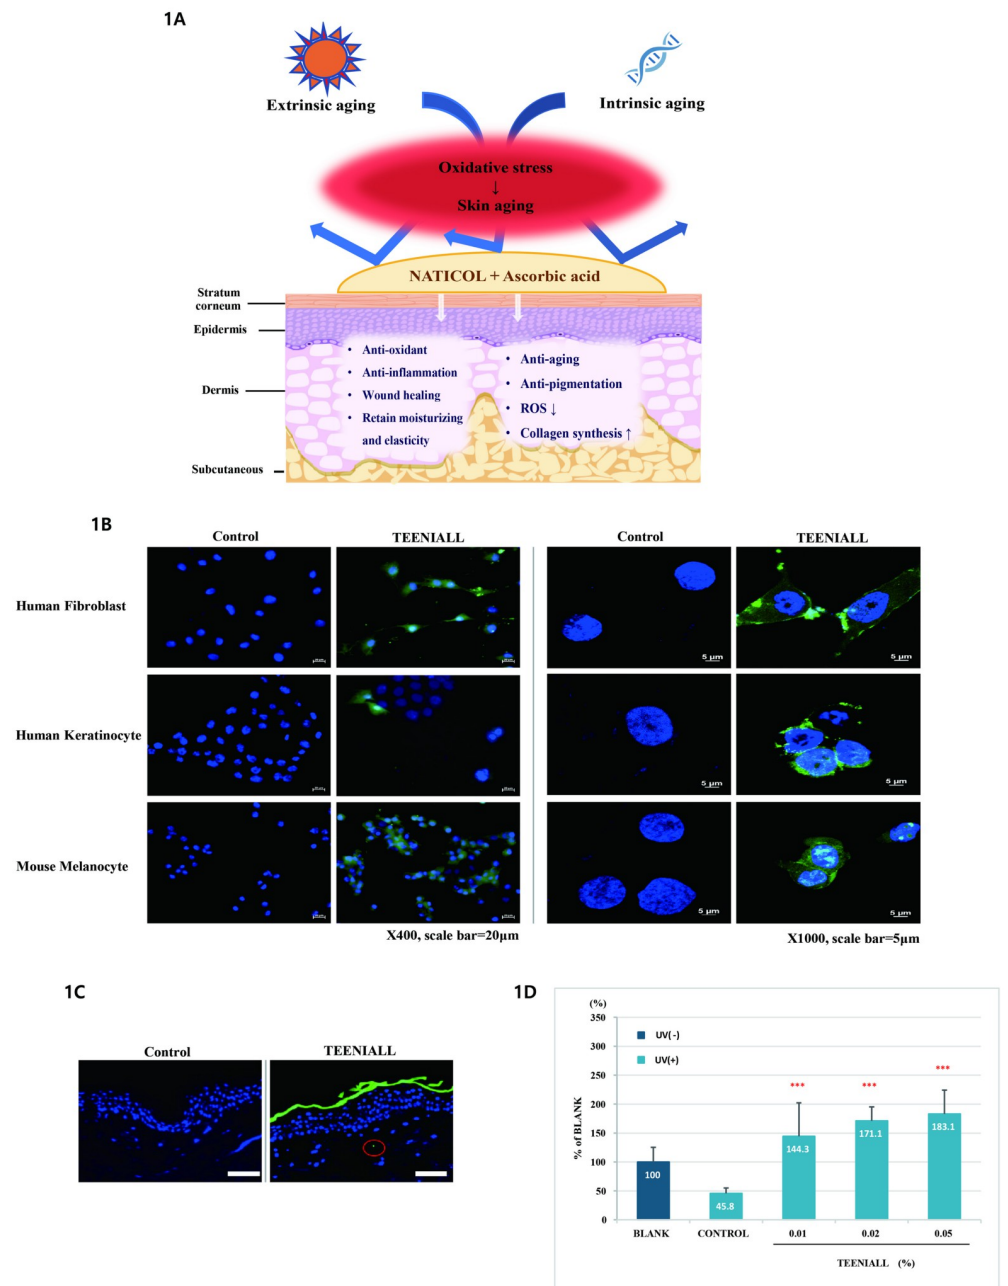 1A
Extrinsic aging
Intrinsic aging
Oxidative stress
↓
Skin aging
NATICOL + Ascorbic acid
Stratum
corneum
Epidermis
Dermis
Subcutaneous
• Anti-oxidant
• Anti-inflammation
• Wound healing
• Retain moisturizing
and elasticity
• Anti-aging
• Anti-pigmentation
• ROS ↓
• Collagen synthesis ↑
1B
Control
TEENIALL
Control
TEENIALL
Human Fibroblast
5 μm
5 μm
Human Keratinocyte
5 μm
5 μm
Mouse Melanocyte
5 μm
5 μm
X400, scale bar=20μm
X1000, scale bar=5μm
1C
Control
TEENIALL
1D
(%)
350
300
250
200
150
100
50
0
% of BLANK
UV( -)
UV(+)
100
45.8
144.3
171.1
183.1
***
***
***
BLANK
CONTROL
0.01
0.02
0.05
TEENIALL (%)